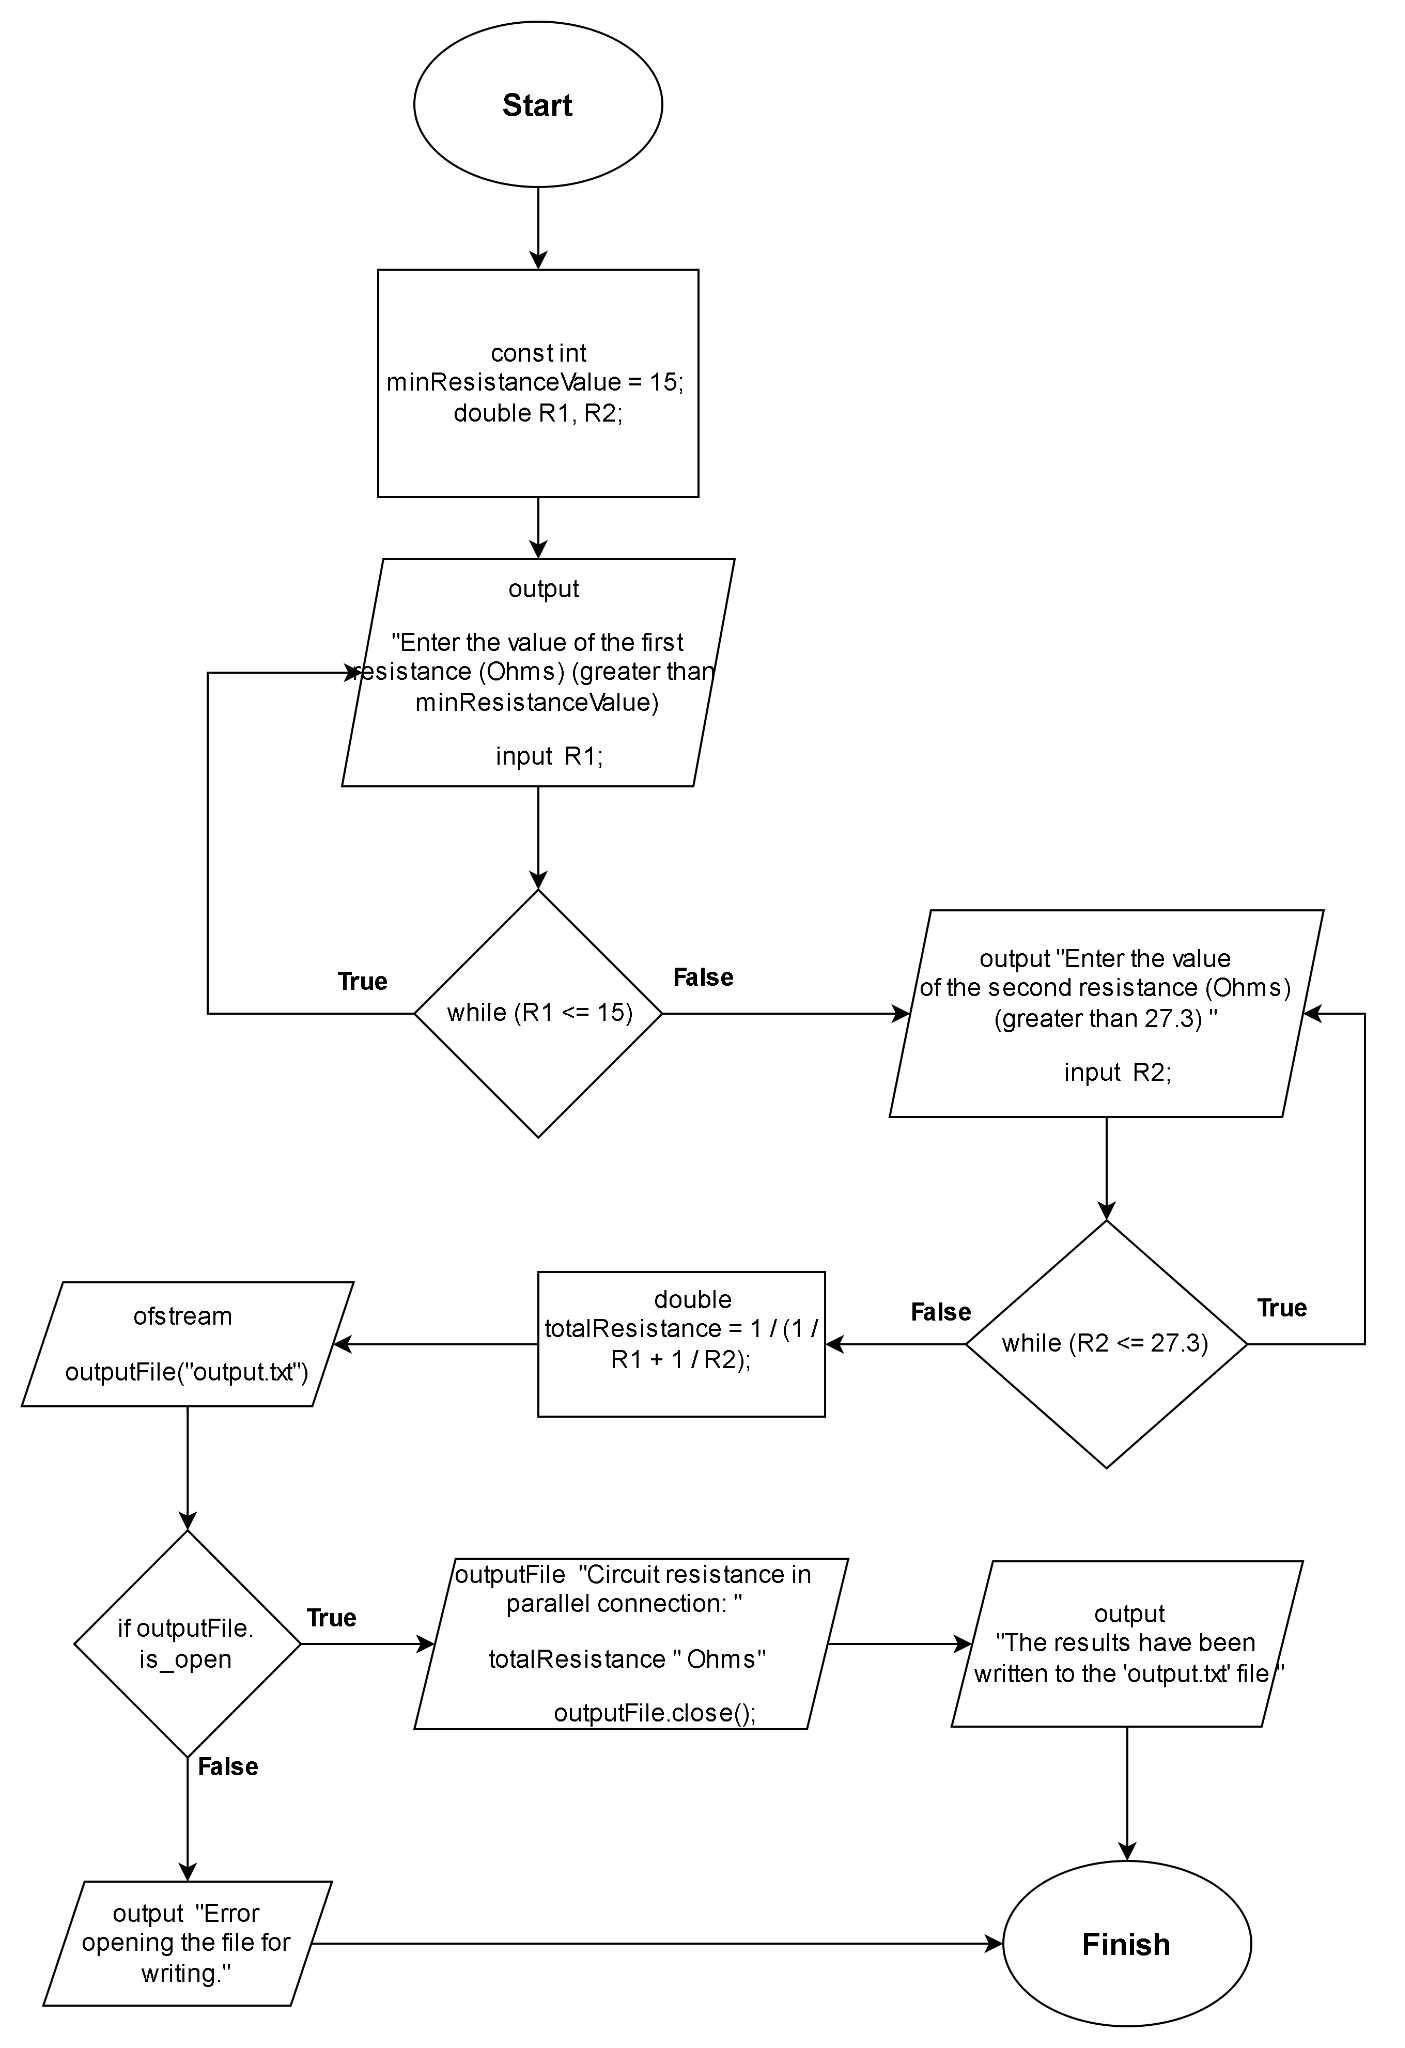 Start
const int
minResistanceValue = 15;
double R1, R2;
output
"Enter the value of the first
resistance (Ohms) (greater than
minResistanceValue)
input R1;
True
False
while (R1 <= 15)
output "Enter the value
of the second resistance (Ohms)
(greater than 27.3) "
input R2;
False
True
while (R2 <= 27.3)
double
totalResistance = 1 / (1 /
R1 + 1 / R2);
ofstream
outputFile("output.txt")
if outputFile.
is_open
True
False
outputFile "Circuit resistance in
parallel connection: "
totalResistance " Ohms"
outputFile.close();
output
"The results have been
written to the 'output.txt' file."
output "Error
opening the file for
writing."
Finish